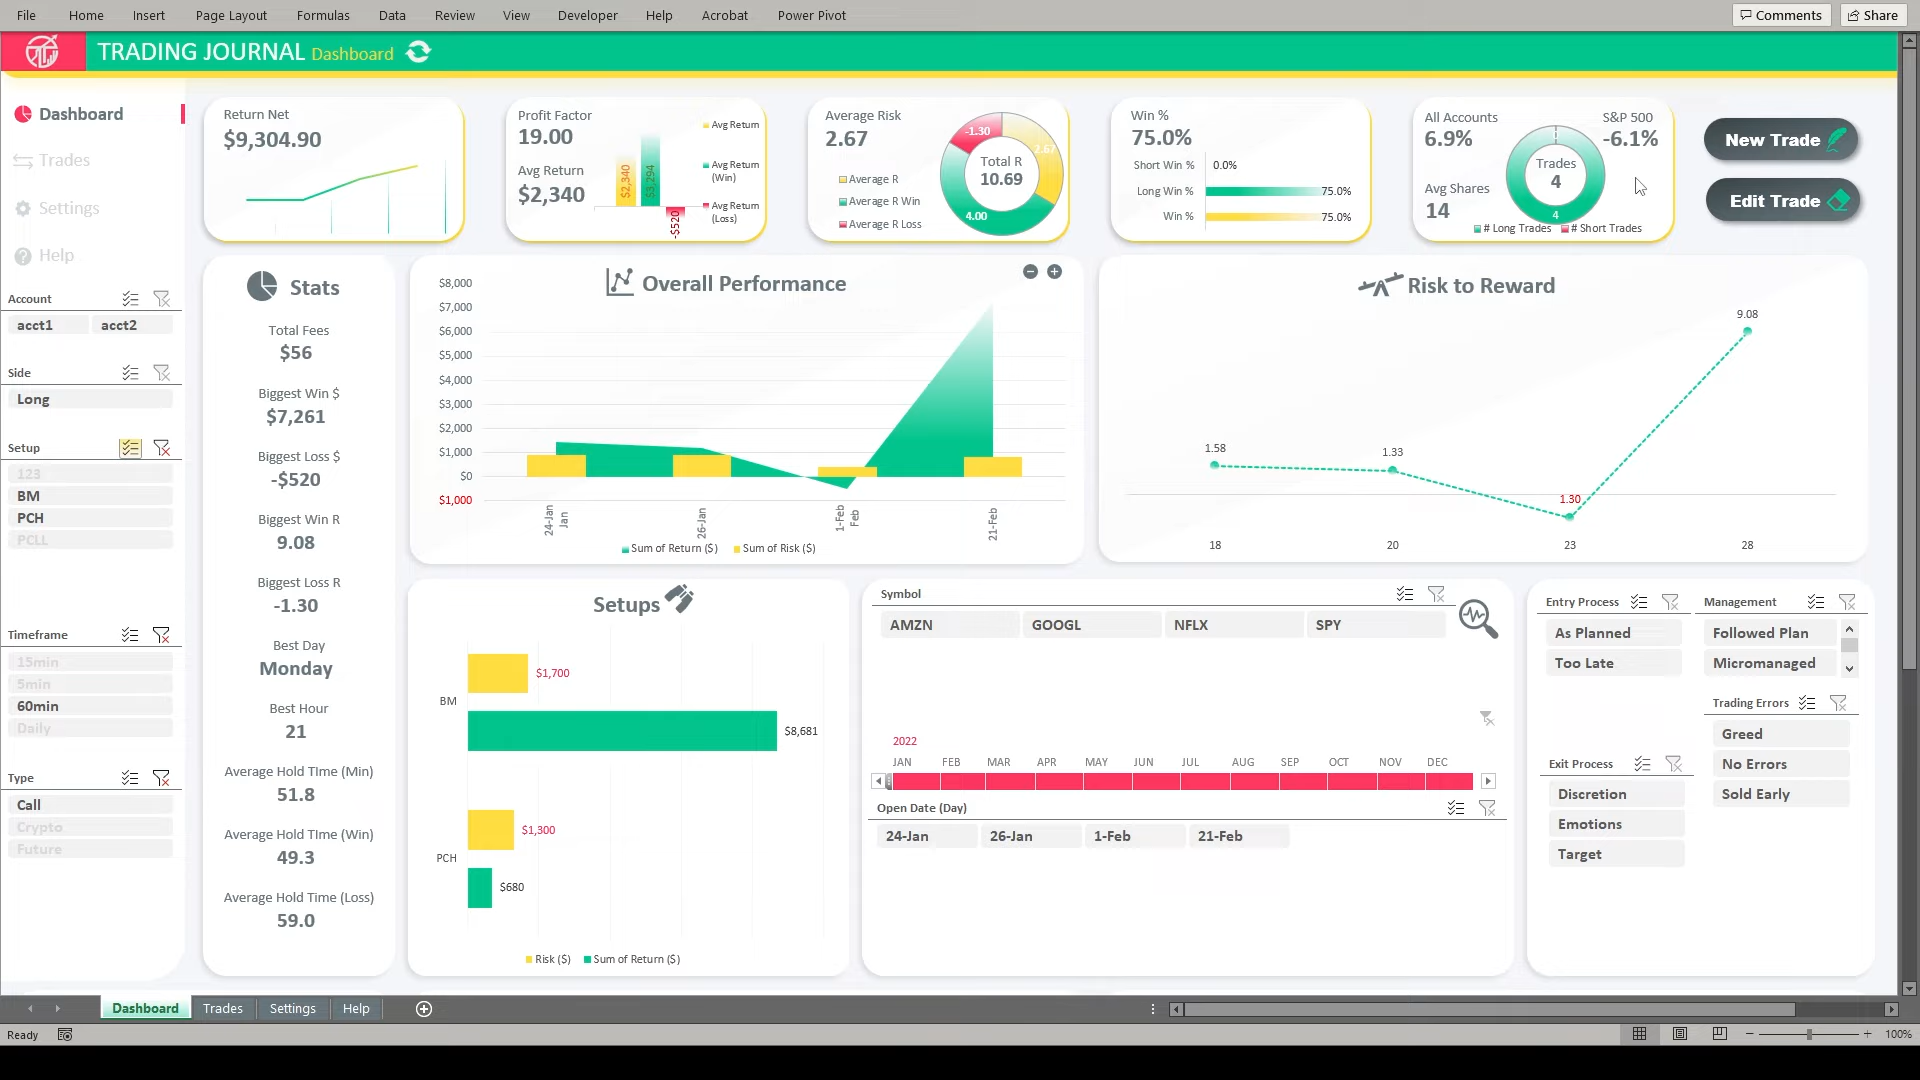 File Home Insert Page Layout Formulas Data Review View Developer Help Acrobat Power Pivot Comments Share
TRADING JOURNAL Dashboard
Dashboard
Trades
Settings
Help
Return Net
$9,304.90
Profit Factor
19.00
Avg Return
$2,340
$2,340
$3,294
-$520
Avg Return
Avg Return
(Win)
Avg Return
(Loss)
Average Risk
2.67
Average R
Average R Win
Average R Loss
-1.30
2.67
Total R
10.69
4.00
Win %
75.0%
Short Win % 0.0%
Long Win % 75.0%
Win % 75.0%
All Accounts
6.9%
S&P 500
-6.1%
Avg Shares
14
Trades
4
4
# Long Trades # Short Trades
New Trade
Edit Trade
Account
acct1 acct2
Side
Long
Setup
123
BM
PCH
PCLL
Timeframe
15min
5min
60min
Daily
Type
Call
Crypto
Future
Stats
Total Fees
$56
Biggest Win $
$7,261
Biggest Loss $
-$520
Biggest Win R
9.08
Biggest Loss R
-1.30
Best Day
Monday
Best Hour
21
Average Hold TIme (Min)
51.8
Average Hold TIme (Win)
49.3
Average Hold Time (Loss)
59.0
Overall Performance
$8,000
$7,000
$6,000
$5,000
$4,000
$3,000
$2,000
$1,000
$0
$1,000
24-Jan 26-Jan 1-Feb 21-Feb
Jan Feb
Sum of Return ($) Sum of Risk ($)
Risk to Reward
9.08
1.58
1.33
1.30
18 20 23 28
Setups
$1,700
BM
$8,681
$1,300
PCH
$680
Risk ($) Sum of Return ($)
Symbol
AMZN GOOGL NFLX SPY
2022
JAN FEB MAR APR MAY JUN JUL AUG SEP OCT NOV DEC
Open Date (Day)
24-Jan 26-Jan 1-Feb 21-Feb
Entry Process
As Planned
Too Late
Management
Followed Plan
Micromanaged
Trading Errors
Greed
No Errors
Sold Early
Exit Process
Discretion
Emotions
Target
Dashboard Trades Settings Help
Ready
100%